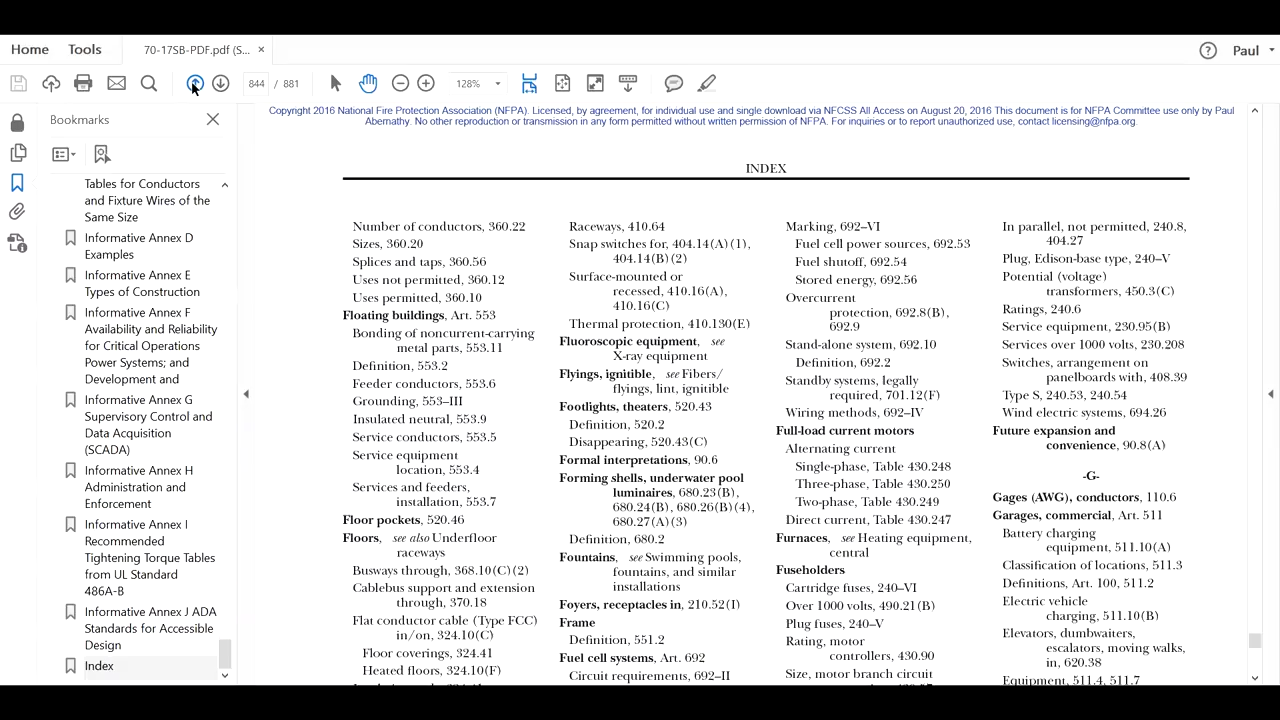 Home
Tools
70-17SB-PDF.pdf (S... ×
Paul
844 / 881
128%
Bookmarks
Tables for Conductors
and Fixture Wires of the
Same Size
Informative Annex D
Examples
Informative Annex E
Types of Construction
Informative Annex F
Availability and Reliability
for Critical Operations
Power Systems; and
Development and
Informative Annex G
Supervisory Control and
Data Acquisition
(SCADA)
Informative Annex H
Administration and
Enforcement
Informative Annex I
Recommended
Tightening Torque Tables
from UL Standard
486A-B
Informative Annex J ADA
Standards for Accessible
Design
Index
Copyright 2016 National Fire Protection Association (NFPA). Licensed, by agreement, for individual use and single download via NFCSS All Access on August 20, 2016 This document is for NFPA Committee use only by Paul
Abernathy. No other reproduction or transmission in any form permitted without written permission of NFPA. For inquiries or to report unauthorized use, contact licensing@nfpa.org.
INDEX
Number of conductors, 360.22
Sizes, 360.20
Splices and taps, 360.56
Uses not permitted, 360.12
Uses permitted, 360.10
Floating buildings, Art. 553
Bonding of noncurrent-carrying
metal parts, 553.11
Definition, 553.2
Feeder conductors, 553.6
Grounding, 553–III
Insulated neutral, 553.9
Service conductors, 553.5
Service equipment
location, 553.4
Services and feeders,
installation, 553.7
Floor pockets, 520.46
Floors, see also Underfloor
raceways
Busways through, 368.10(C)(2)
Cablebus support and extension
through, 370.18
Flat conductor cable (Type FCC)
in/on, 324.10(C)
Floor coverings, 324.41
Heated floors, 324.10(F)
Raceways, 410.64
Snap switches for, 404.14(A)(1),
404.14(B)(2)
Surface-mounted or
recessed, 410.16(A),
410.16(C)
Thermal protection, 410.130(E)
Fluoroscopic equipment, see
X-ray equipment
Flyings, ignitible, see Fibers/
flyings, lint, ignitible
Footlights, theaters, 520.43
Definition, 520.2
Disappearing, 520.43(C)
Formal interpretations, 90.6
Forming shells, underwater pool
luminaires, 680.23(B),
680.24(B), 680.26(B)(4),
680.27(A)(3)
Definition, 680.2
Fountains, see Swimming pools,
fountains, and similar
installations
Foyers, receptacles in, 210.52(I)
Frame
Definition, 551.2
Fuel cell systems, Art. 692
Circuit requirements, 692–II
Marking, 692–VI
Fuel cell power sources, 692.53
Fuel shutoff, 692.54
Stored energy, 692.56
Overcurrent
protection, 692.8(B),
692.9
Stand-alone system, 692.10
Definition, 692.2
Standby systems, legally
required, 701.12(F)
Wiring methods, 692–IV
Full-load current motors
Alternating current
Single-phase, Table 430.248
Three-phase, Table 430.250
Two-phase, Table 430.249
Direct current, Table 430.247
Furnaces, see Heating equipment,
central
Fuseholders
Cartridge fuses, 240–VI
Over 1000 volts, 490.21(B)
Plug fuses, 240–V
Rating, motor
controllers, 430.90
Size, motor branch circuit
In parallel, not permitted, 240.8,
404.27
Plug, Edison-base type, 240–V
Potential (voltage)
transformers, 450.3(C)
Ratings, 240.6
Service equipment, 230.95(B)
Services over 1000 volts, 230.208
Switches, arrangement on
panelboards with, 408.39
Type S, 240.53, 240.54
Wind electric systems, 694.26
Future expansion and
convenience, 90.8(A)
-G-
Gages (AWG), conductors, 110.6
Garages, commercial, Art. 511
Battery charging
equipment, 511.10(A)
Classification of locations, 511.3
Definitions, Art. 100, 511.2
Electric vehicle
charging, 511.10(B)
Elevators, dumbwaiters,
escalators, moving walks,
in, 620.38
Equipment, 511.4, 511.7